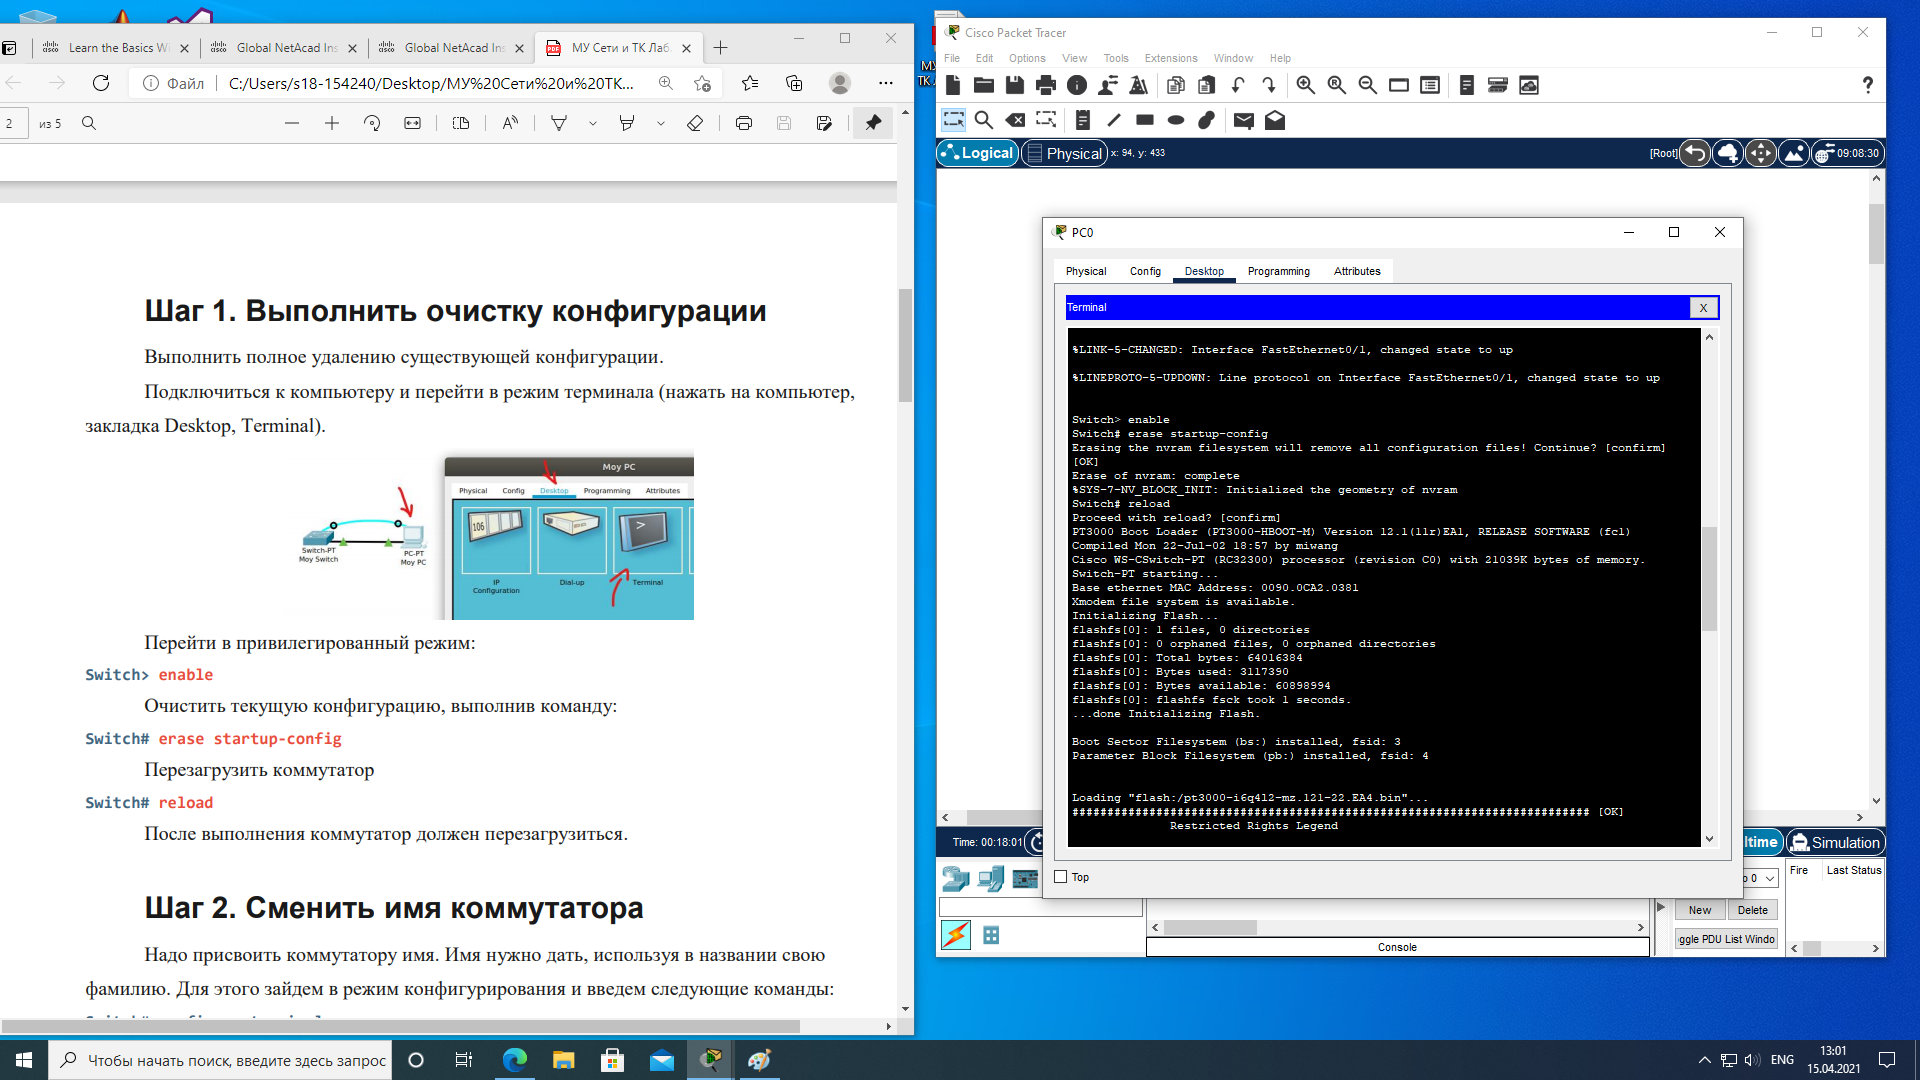 Learn the Basics Wi
Global NetAcad Ins
Global NetAcad Ins
МУ Сети и ТК Лаб
Файл
C:/Users/s18-154240/Desktop/МУ%20Сети%20и%20ТК...
2
из 5
Шаг 1. Выполнить очистку конфигурации
Выполнить полное удалению существующей конфигурации.
Подключиться к компьютеру и перейти в режим терминала (нажать на компьютер,
закладка Desktop, Terminal).
Moy PC
Physical Config Desktop Programming Attributes
106
Switch-PT
Moy Switch
PC-PT
Moy PC
IP
Configuration
Dial-up
Terminal
Перейти в привилегированный режим:
Switch> enable
Очистить текущую конфигурацию, выполнив команду:
Switch# erase startup-config
Перезагрузить коммутатор
Switch# reload
После выполнения коммутатор должен перезагрузиться.
Шаг 2. Сменить имя коммутатора
Надо присвоить коммутатору имя. Имя нужно дать, используя в названии свою
фамилию. Для этого зайдем в режим конфигурирования и введем следующие команды:
Cisco Packet Tracer
File Edit Options View Tools Extensions Window Help
Logical
Physical
x: 94, y: 433
[Root]
09:08:30
PC0
Physical Config Desktop Programming Attributes
Terminal
X
%LINK-5-CHANGED: Interface FastEthernet0/1, changed state to up
%LINEPROTO-5-UPDOWN: Line protocol on Interface FastEthernet0/1, changed state to up
Switch> enable
Switch# erase startup-config
Erasing the nvram filesystem will remove all configuration files! Continue? [confirm]
[OK]
Erase of nvram: complete
%SYS-7-NV_BLOCK_INIT: Initialized the geometry of nvram
Switch# reload
Proceed with reload? [confirm]
PT3000 Boot Loader (PT3000-HBOOT-M) Version 12.1(11r)EA1, RELEASE SOFTWARE (fc1)
Compiled Mon 22-Jul-02 18:57 by miwang
Cisco WS-CSwitch-PT (RC32300) processor (revision C0) with 21039K bytes of memory.
Switch-PT starting...
Base ethernet MAC Address: 0090.0CA2.0381
Xmodem file system is available.
Initializing Flash...
flashfs[0]: 1 files, 0 directories
flashfs[0]: 0 orphaned files, 0 orphaned directories
flashfs[0]: Total bytes: 64016384
flashfs[0]: Bytes used: 3117390
flashfs[0]: Bytes available: 60898994
flashfs[0]: flashfs fsck took 1 seconds.
...done Initializing Flash.
Boot Sector Filesystem (bs:) installed, fsid: 3
Parameter Block Filesystem (pb:) installed, fsid: 4
Loading "flash:/pt3000-i6q4l2-mz.121-22.EA4.bin"...
########################################################################## [OK]
Restricted Rights Legend
Top
Time: 00:18:01
ltime
Simulation
o 0
Fire
Last Status
New
Delete
ggle PDU List Windo
Console
Чтобы начать поиск, введите здесь запрос
ENG
13:01
15.04.2021